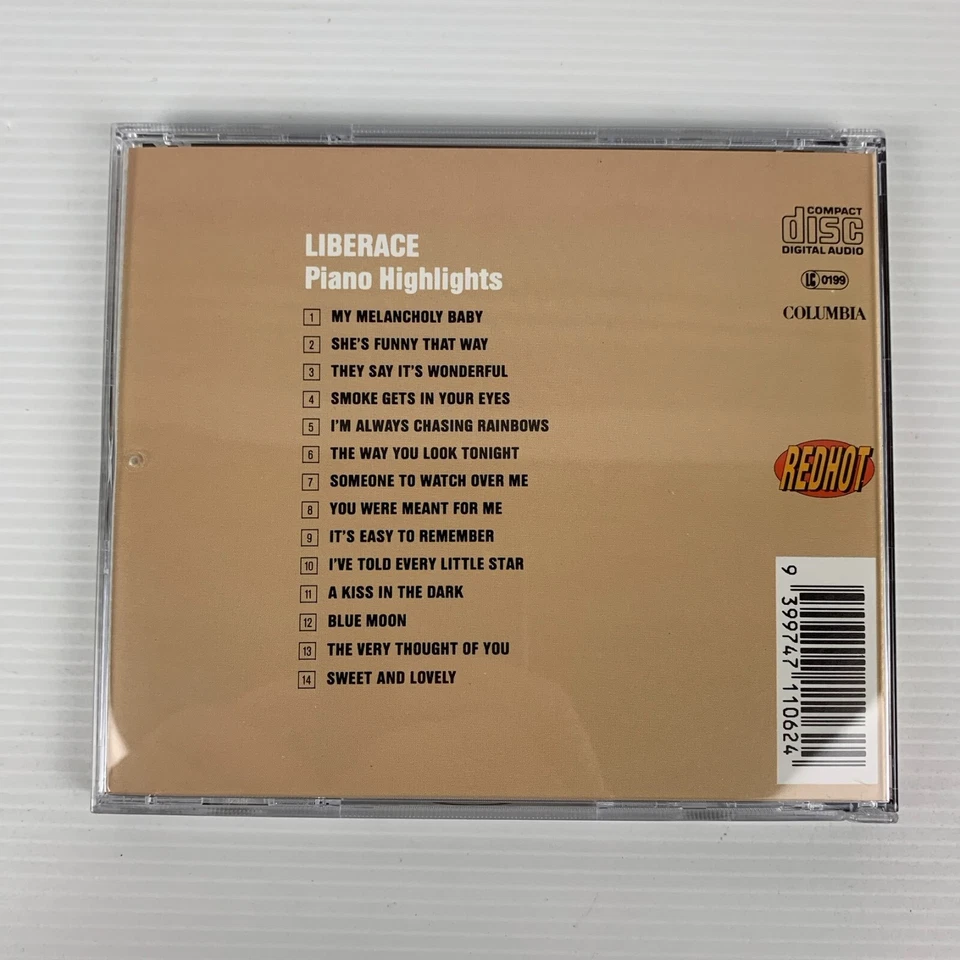 LIBERACE
Piano Highlights
1 MY MELANCHOLY BABY
2 SHE'S FUNNY THAT WAY
3 THEY SAY IT'S WONDERFUL
4 SMOKE GETS IN YOUR EYES
5 I'M ALWAYS CHASING RAINBOWS
6 THE WAY YOU LOOK TONIGHT
7 SOMEONE TO WATCH OVER ME
8 YOU WERE MEANT FOR ME
9 IT'S EASY TO REMEMBER
10 I'VE TOLD EVERY LITTLE STAR
11 A KISS IN THE DARK
12 BLUE MOON
13 THE VERY THOUGHT OF YOU
14 SWEET AND LOVELY
COMPACT
disc
DIGITAL AUDIO
LC 0199
COLUMBIA
REDHOT
9 399747 110624